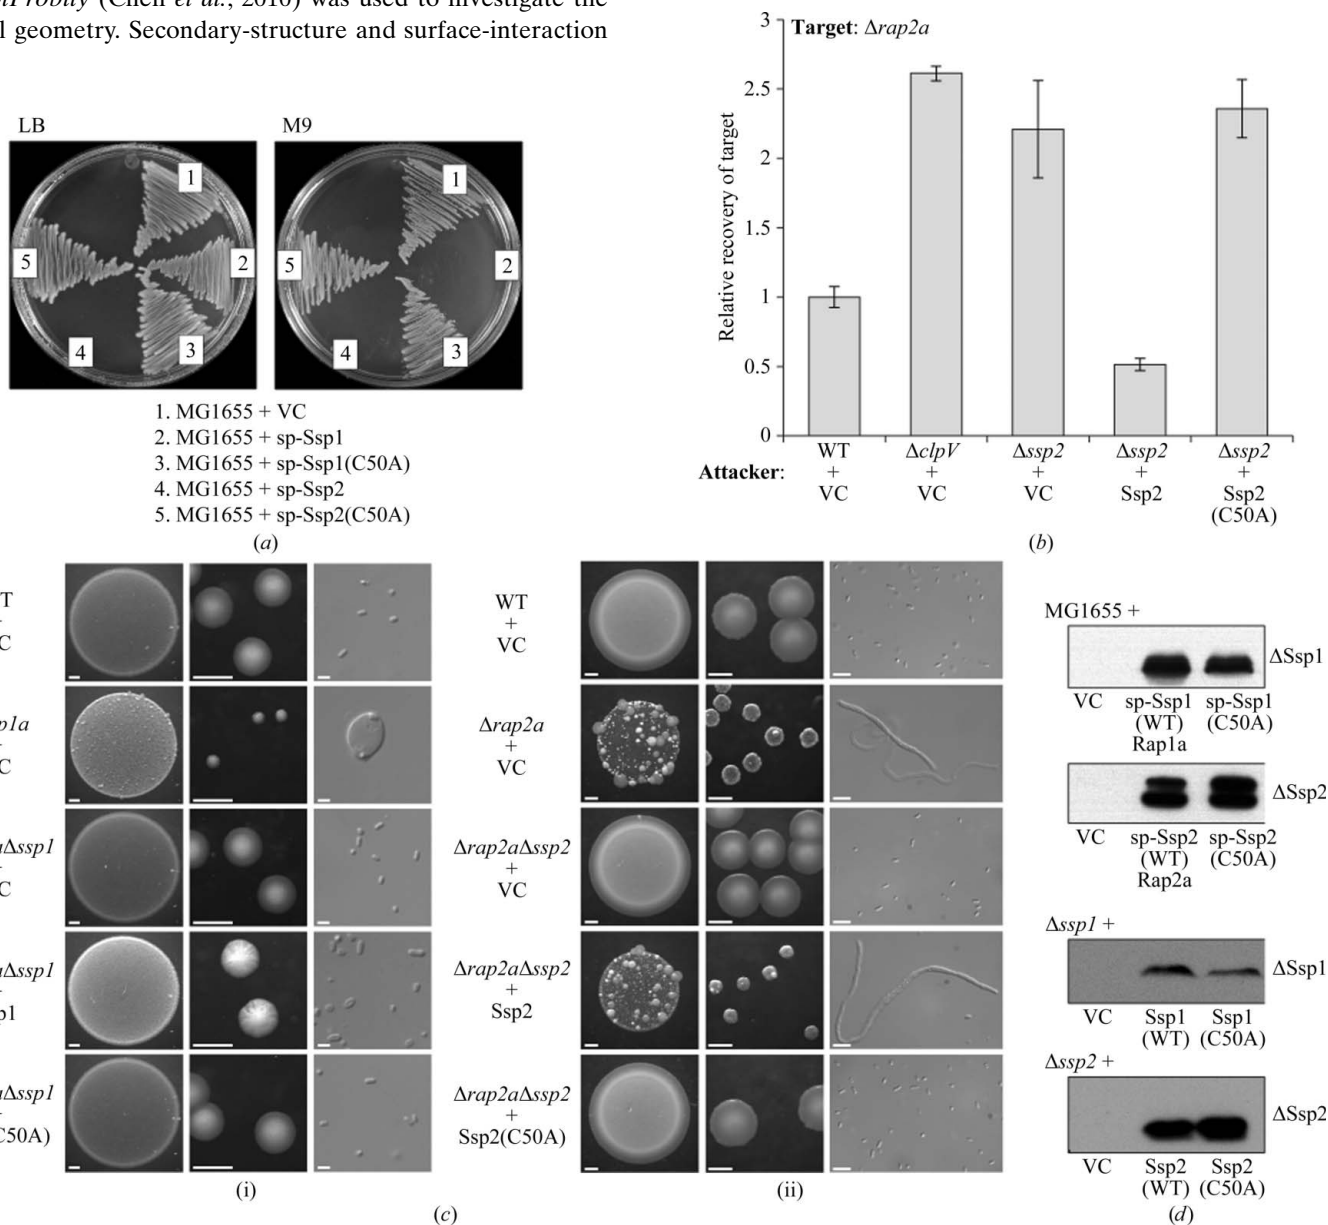 (Chen et al., 2010) was used to investigate the
geometry. Secondary-structure and surface-interaction
LB
M9
1
2
3
4
5
1
2
3
4
5
1. MG1655 + VC
2. MG1655 + sp-Ssp1
3. MG1655 + sp-Ssp1(C50A)
4. MG1655 + sp-Ssp2
5. MG1655 + sp-Ssp2(C50A)
(a)
Target: Δrap2a
Relative recovery of target
3
2.5
2
1.5
1
0.5
0
Attacker:
WT
+
VC
ΔclpV
+
VC
Δssp2
+
VC
Δssp2
+
Ssp2
Δssp2
+
Ssp2
(C50A)
(b)
Δssp1
Δssp1
Δssp1
C50A)
(i)
WT
+
VC
Δrap2a
+
VC
Δrap2aΔssp2
+
VC
Δrap2aΔssp2
+
Ssp2
Δrap2aΔssp2
+
Ssp2(C50A)
(ii)
(c)
MG1655 +
ΔSsp1
VC sp-Ssp1 sp-Ssp1
(WT) (C50A)
Rap1a
ΔSsp2
VC sp-Ssp2 sp-Ssp2
(WT) (C50A)
Rap2a
Δssp1 +
ΔSsp1
VC Ssp1 Ssp1
(WT) (C50A)
Δssp2 +
ΔSsp2
VC Ssp2 Ssp2
(WT) (C50A)
(d)